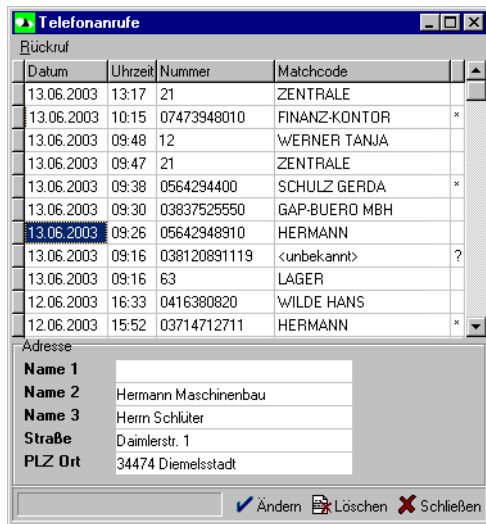 Telefonanrufe
Rückruf
Datum Uhrzeit Nummer Matchcode
13.06.2003 13:17 21 ZENTRALE
13.06.2003 10:15 07473948010 FINANZ-KONTOR *
13.06.2003 09:48 12 WERNER TANJA
13.06.2003 09:47 21 ZENTRALE
13.06.2003 09:38 0564294400 SCHULZ GERDA *
13.06.2003 09:30 03837525550 GAP-BUERO MBH
13.06.2003 09:26 05642948910 HERMANN
13.06.2003 09:16 038120891119 <unbekannt> ?
13.06.2003 09:16 63 LAGER
12.06.2003 16:33 0416380820 WILDE HANS
12.06.2003 15:52 03714712711 HERMANN *
Adresse
Name 1
Name 2 Hermann Maschinenbau
Name 3 Herrn Schlüter
Straße Daimlerstr. 1
PLZ Ort 34474 Diemelsstadt
Ändern Löschen Schließen